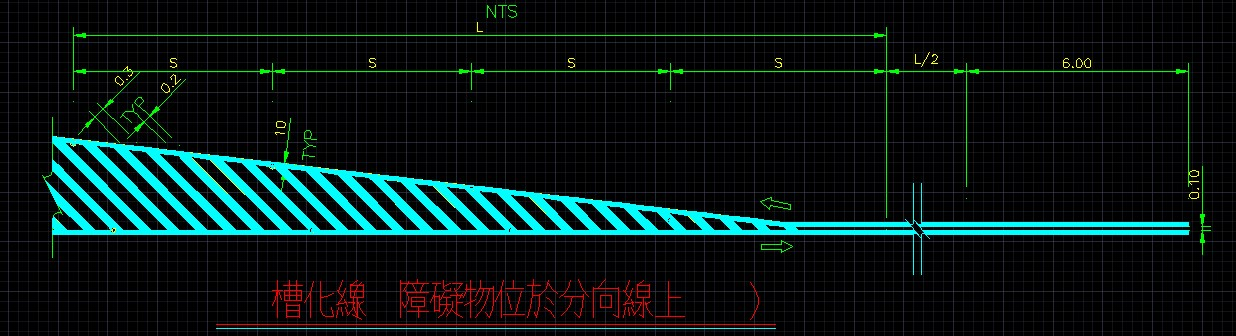 NTS
L
S S S S L/2 6.00
0.3
TYP
0.2
10
TYP
0.10
槽化線 障礙物位於分向線上 )